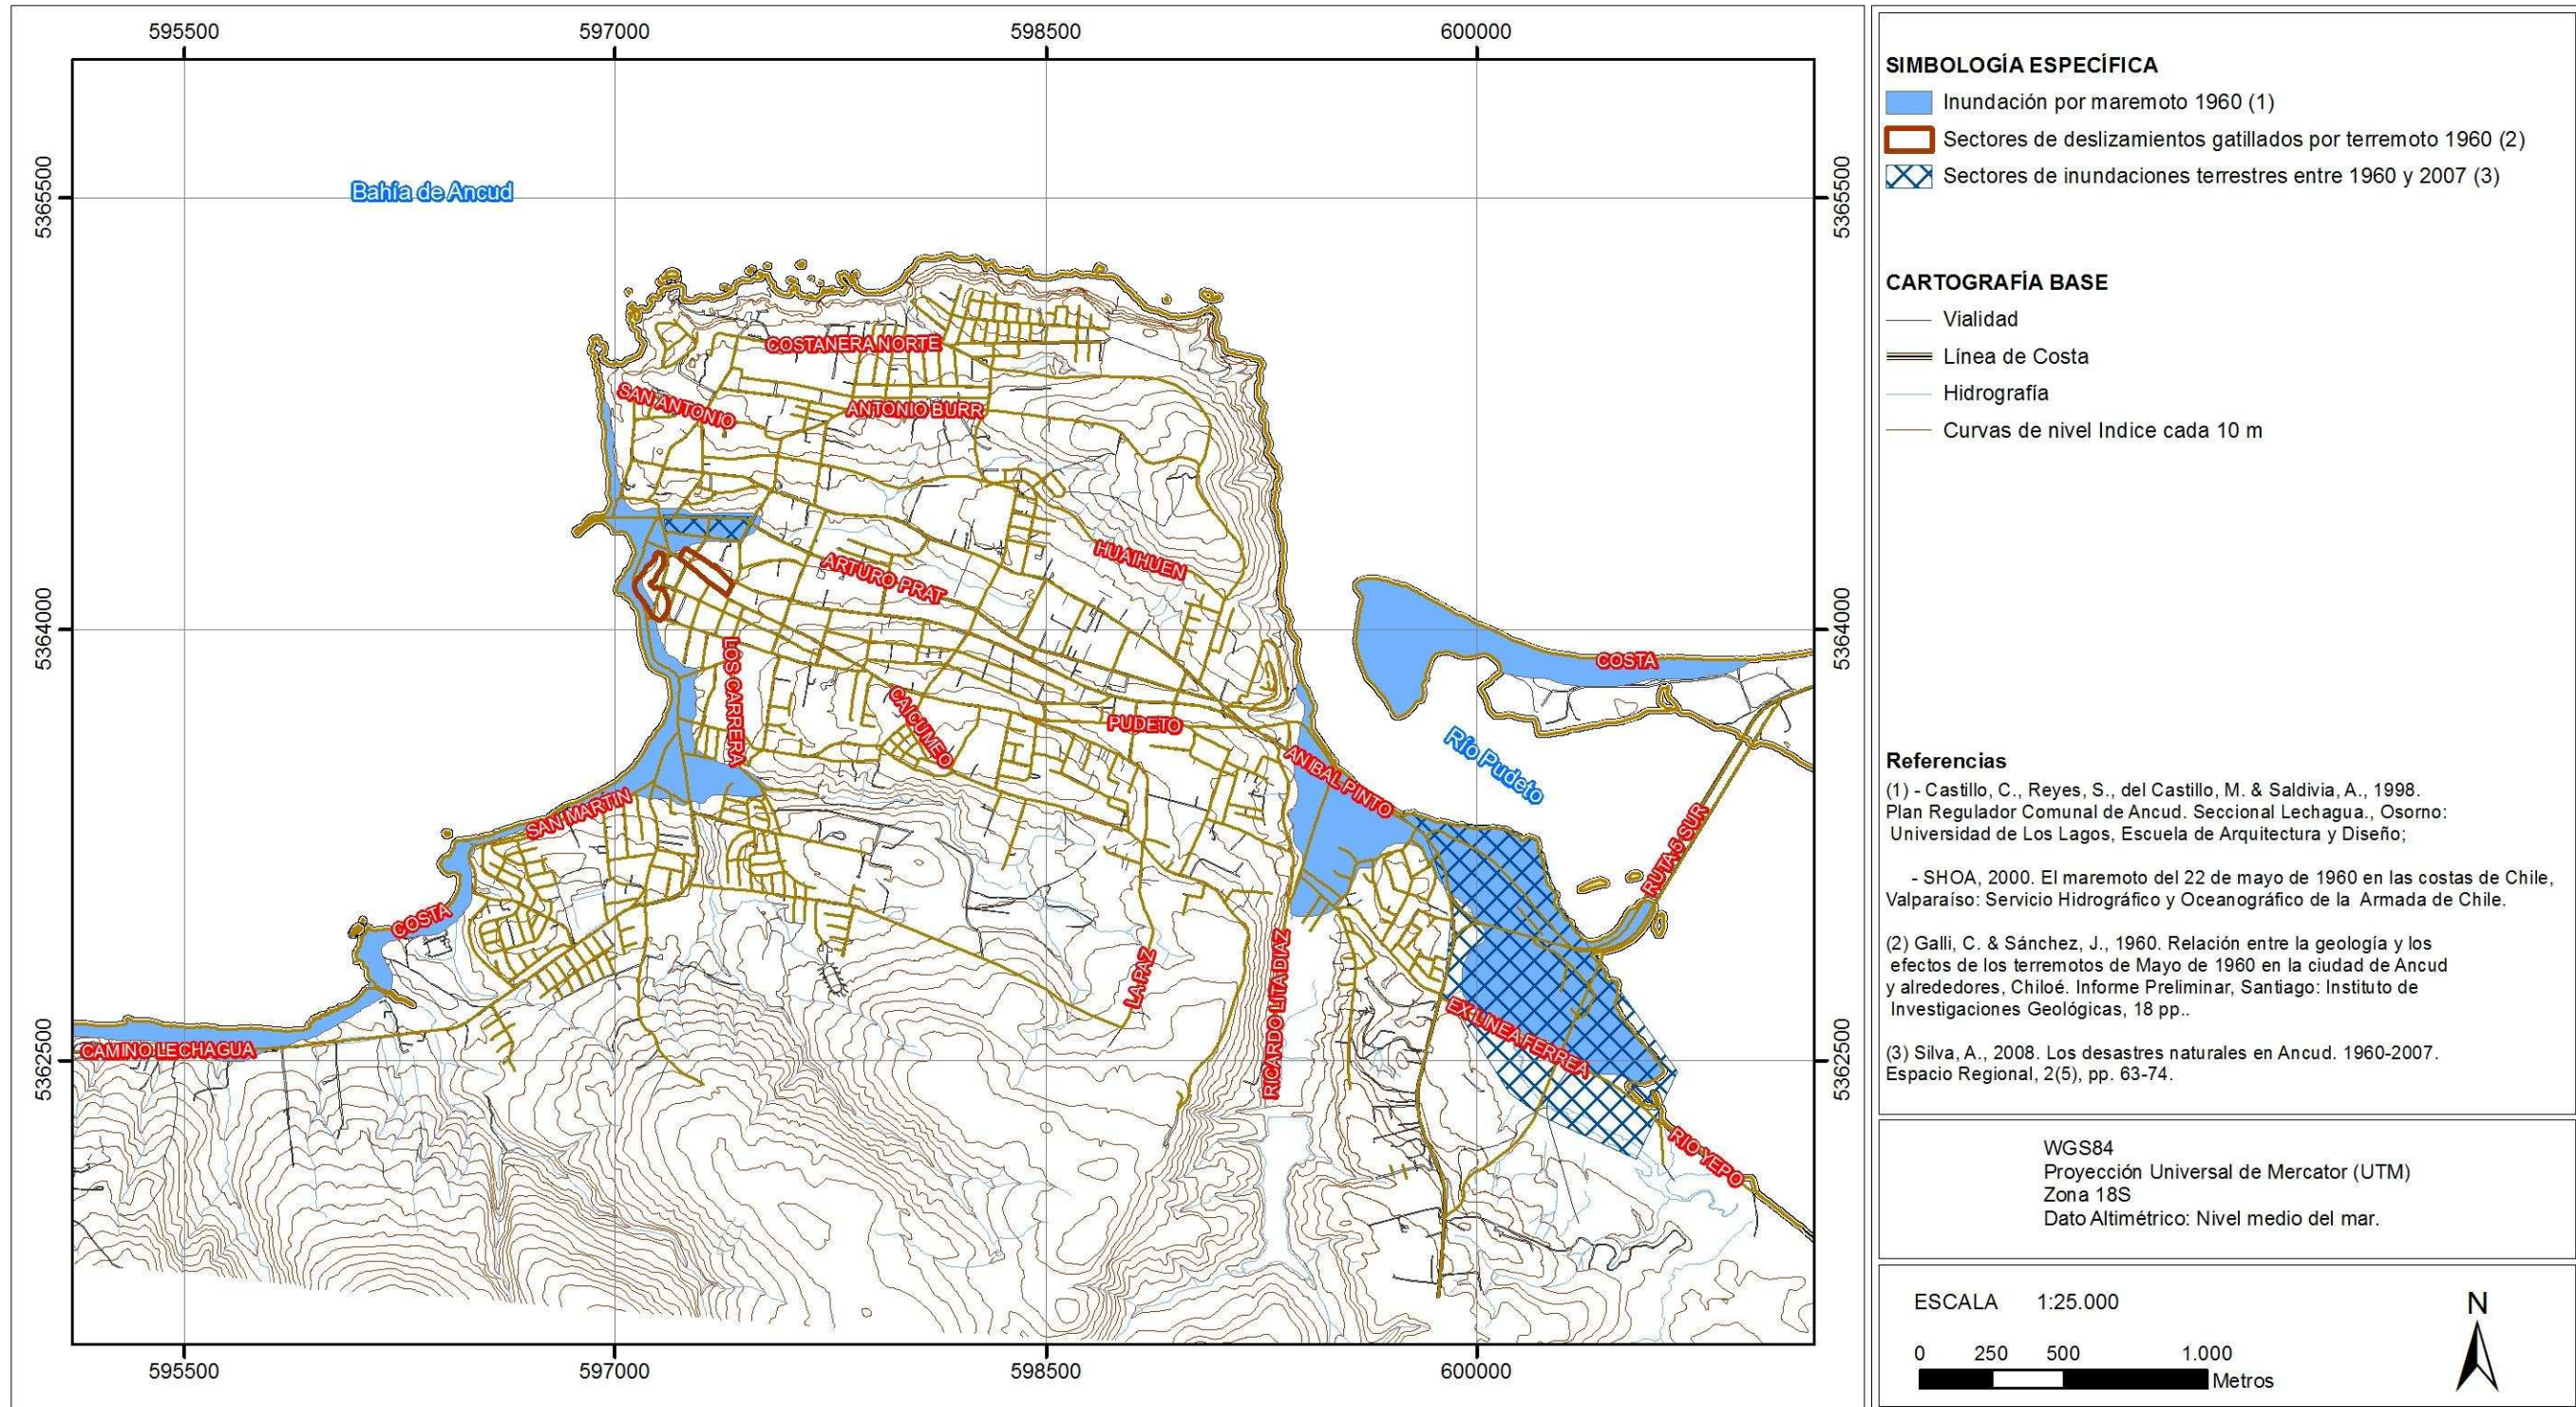 595500
597000
598500
600000
5365500
5365500
Bahía de Ancud
COSTANERA NORTE
SAN ANTONIO
ANTONIO BURR
HUAIHUEN
ARTURO PRAT
5364000
5364000
COSTA
LOS CARRERA
CAICUMEO
PUDETO
ANIBAL PINTO
Río Pudeto
SAN MARTIN
RUTA 5 SUR
COSTA
LA PAZ
RICARDO LITA DIAZ
EX-LINEA FERREA
CAMINO LECHAGUA
5362500
5362500
RIO YEPO
595500
597000
598500
600000
SIMBOLOGÍA ESPECÍFICA
Inundación por maremoto 1960 (1)
Sectores de deslizamientos gatillados por terremoto 1960 (2)
Sectores de inundaciones terrestres entre 1960 y 2007 (3)
CARTOGRAFÍA BASE
Vialidad
Línea de Costa
Hidrografía
Curvas de nivel Indice cada 10 m
Referencias
(1) - Castillo, C., Reyes, S., del Castillo, M. & Saldivia, A., 1998.
Plan Regulador Comunal de Ancud. Seccional Lechagua., Osorno:
Universidad de Los Lagos, Escuela de Arquitectura y Diseño;
- SHOA, 2000. El maremoto del 22 de mayo de 1960 en las costas de Chile,
Valparaíso: Servicio Hidrográfico y Oceanográfico de la Armada de Chile.
(2) Galli, C. & Sánchez, J., 1960. Relación entre la geología y los
efectos de los terremotos de Mayo de 1960 en la ciudad de Ancud
y alrededores, Chiloé. Informe Preliminar, Santiago: Instituto de
Investigaciones Geológicas, 18 pp..
(3) Silva, A., 2008. Los desastres naturales en Ancud. 1960-2007.
Espacio Regional, 2(5), pp. 63-74.
WGS84
Proyección Universal de Mercator (UTM)
Zona 18S
Dato Altimétrico: Nivel medio del mar.
ESCALA 1:25.000
N
0 250 500 1.000
Metros